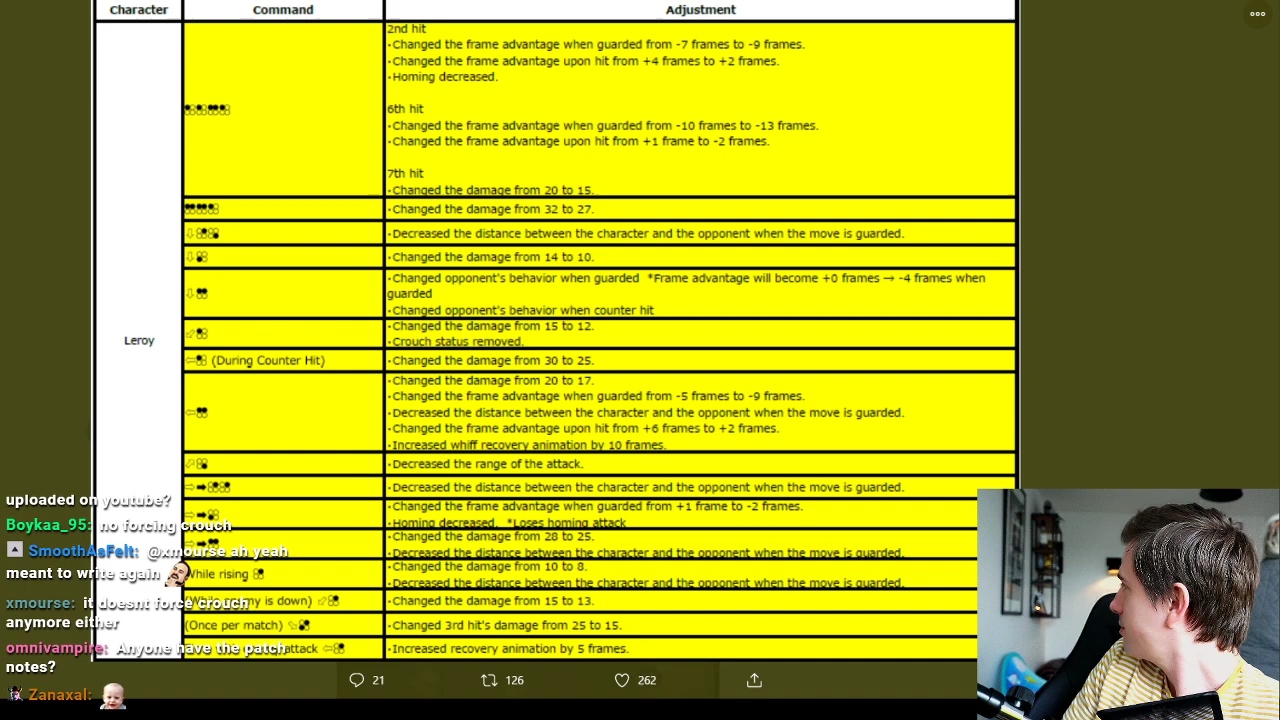 Character Command Adjustment
2nd hit
•Changed the frame advantage when guarded from -7 frames to -9 frames.
•Changed the frame advantage upon hit from +4 frames to +2 frames.
•Homing decreased.
6th hit
•Changed the frame advantage when guarded from -10 frames to -13 frames.
•Changed the frame advantage upon hit from +1 frame to -2 frames.
7th hit
•Changed the damage from 20 to 15.
•Changed the damage from 32 to 27.
•Decreased the distance between the character and the opponent when the move is guarded.
•Changed the damage from 14 to 10.
•Changed opponent's behavior when guarded *Frame advantage will become +0 frames → -4 frames when
guarded
•Changed opponent's behavior when counter hit
Leroy
•Changed the damage from 15 to 12.
•Crouch status removed.
(During Counter Hit) •Changed the damage from 30 to 25.
•Changed the damage from 20 to 17.
•Changed the frame advantage when guarded from -5 frames to -9 frames.
•Decreased the distance between the character and the opponent when the move is guarded.
•Changed the frame advantage upon hit from +6 frames to +2 frames.
•Increased whiff recovery animation by 10 frames.
•Decreased the range of the attack.
•Decreased the distance between the character and the opponent when the move is guarded.
•Changed the frame advantage when guarded from +1 frame to -2 frames.
•Homing decreased. *Loses homing attack
•Changed the damage from 28 to 25.
•Decreased the distance between the character and the opponent when the move is guarded.
While rising •Changed the damage from 10 to 8.
•Decreased the distance between the character and the opponent when the move is guarded.
(While enemy is down) •Changed the damage from 15 to 13.
(Once per match) •Changed 3rd hit's damage from 25 to 15.
attack •Increased recovery animation by 5 frames.
21 126 262
uploaded on youtube?
Boykaa_95: no forcing crouch
SmoothAsFelt: @xmourse ah yeah
meant to write again
xmourse: it doesnt force crouch
anymore either
omnivampire: Anyone have the patch
notes?
Zanaxal: